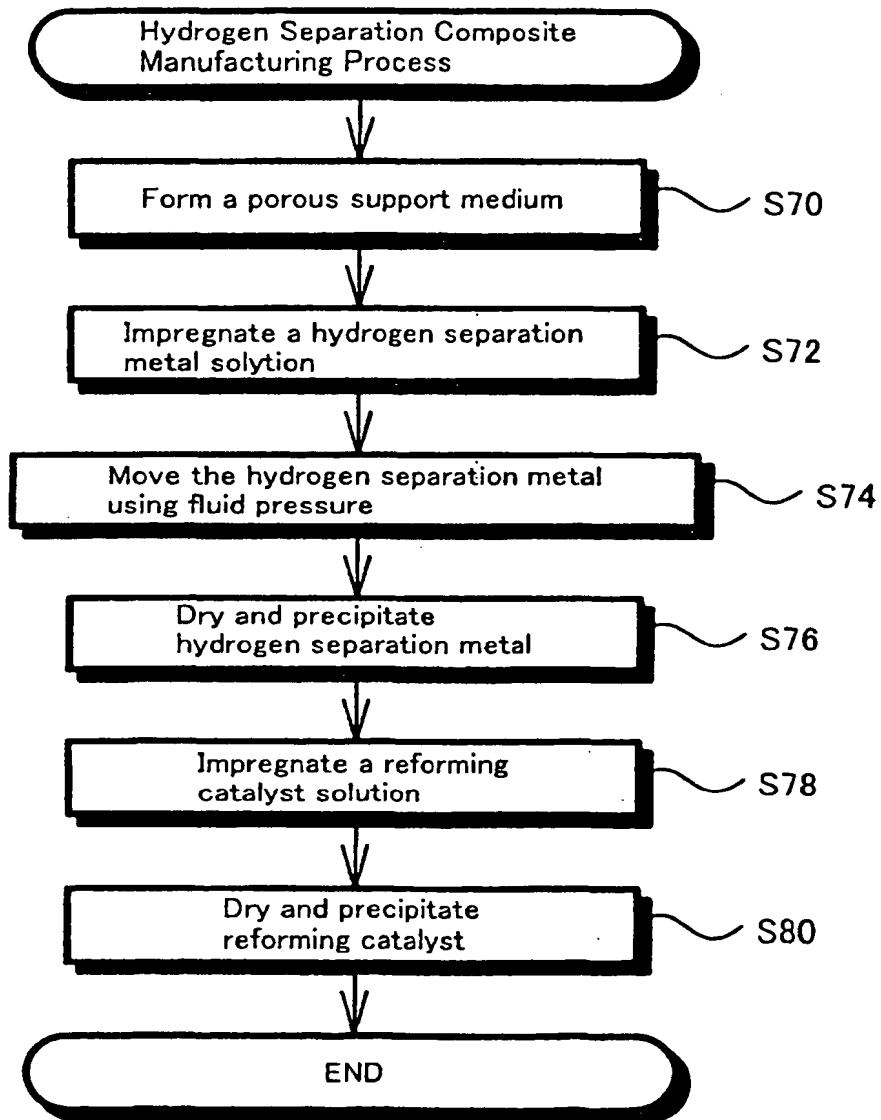 Hydrogen Separation Composite
Manufacturing Process
Form a porous support medium
S70
Impregnate a hydrogen separation
metal solytion
S72
Move the hydrogen separation metal
using fluid pressure
S74
Dry and precipitate
hydrogen separation metal
S76
Impregnate a reforming
catalyst solution
S78
Dry and precipitate
reforming catalyst
S80
END